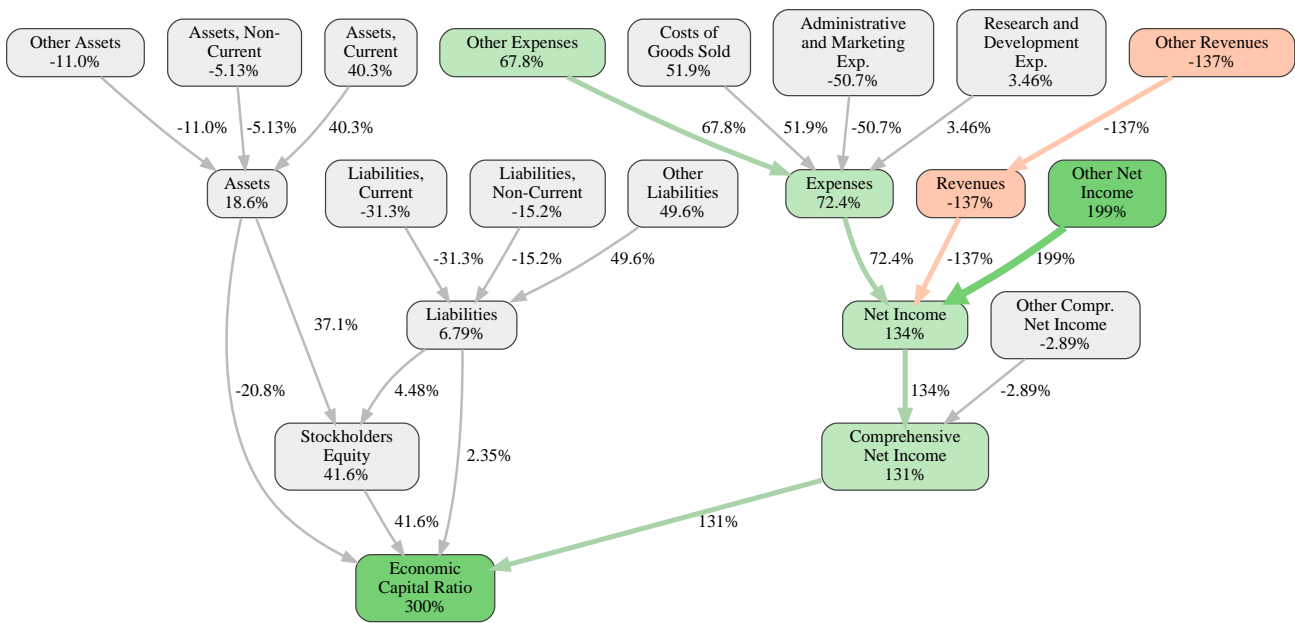 Other Assets
-11.0%
Assets, Non-
Current
-5.13%
Assets,
Current
40.3%
Other Expenses
67.8%
Costs of
Goods Sold
51.9%
Administrative
and Marketing
Exp.
-50.7%
Research and
Development
Exp.
3.46%
Other Revenues
-137%
-11.0%
-5.13%
40.3%
67.8%
51.9%
-50.7%
3.46%
-137%
Assets
18.6%
Liabilities,
Current
-31.3%
Liabilities,
Non-Current
-15.2%
Other
Liabilities
49.6%
Expenses
72.4%
Revenues
-137%
Other Net
Income
199%
-31.3%
-15.2%
49.6%
72.4%
-137%
199%
37.1%
Liabilities
6.79%
Net Income
134%
Other Compr.
Net Income
-2.89%
-20.8%
4.48%
134%
-2.89%
Stockholders
Equity
41.6%
2.35%
Comprehensive
Net Income
131%
41.6%
131%
Economic
Capital Ratio
300%